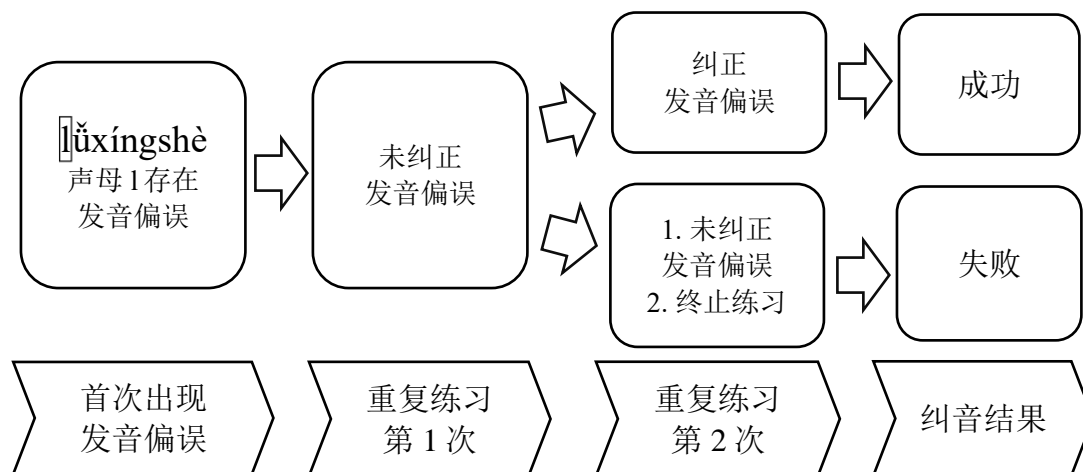 lǚxíngshè
声母 l 存在
发音偏误
未纠正
发音偏误
纠正
发音偏误
成功
1. 未纠正
发音偏误
2. 终止练习
失败
首次出现
发音偏误
重复练习
第 1 次
重复练习
第 2 次
纠音结果